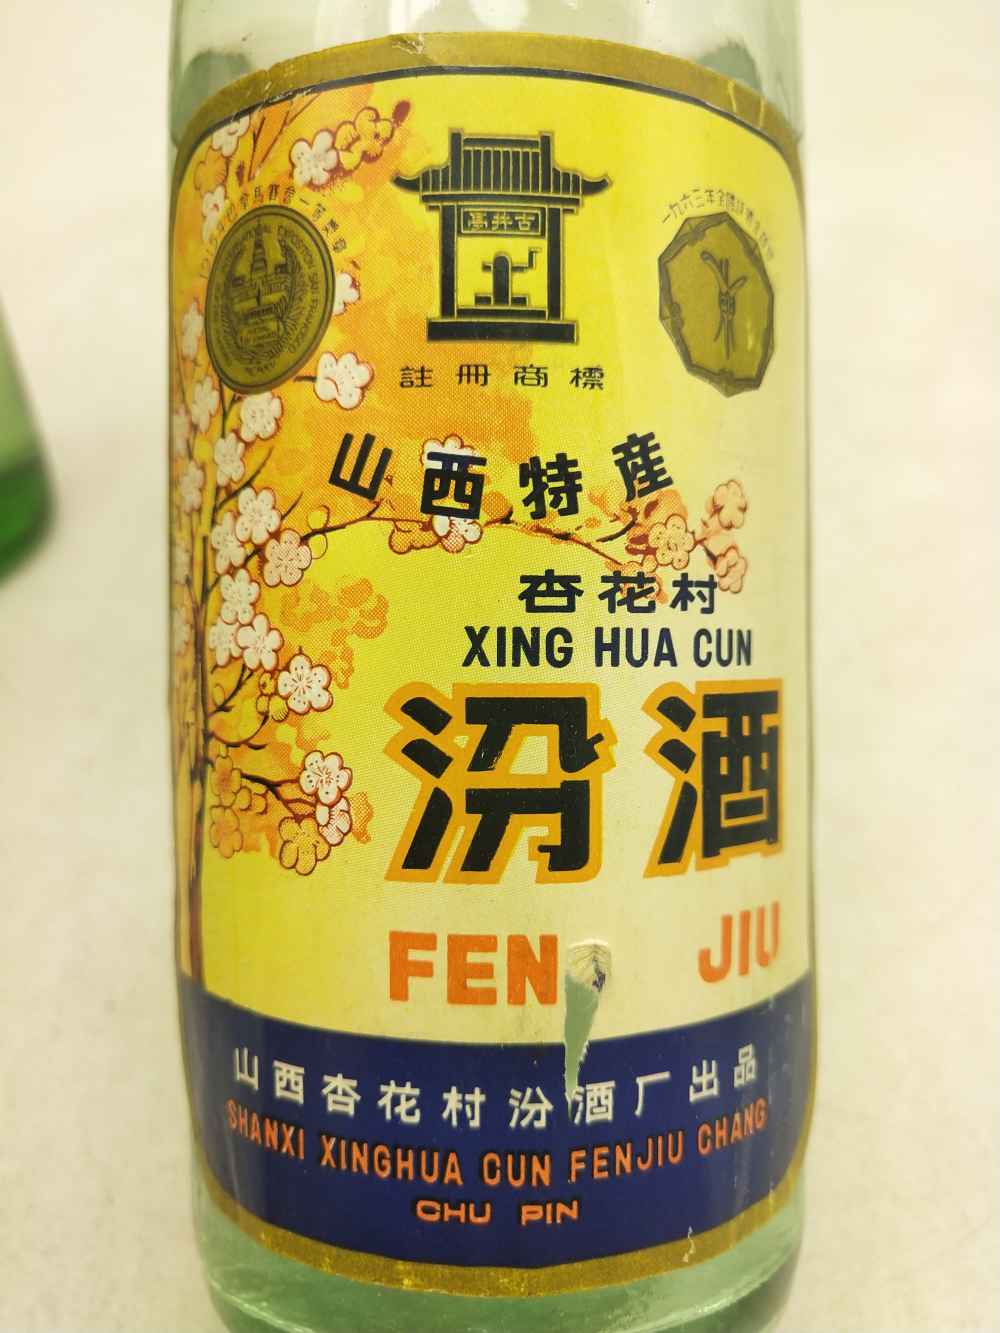 古井亭
註冊商標
山西特産
杏花村
XING HUA CUN
汾酒
FEN JIU
山西杏花村汾酒厂出品
SHANXI XINGHUA CUN FENJIU CHANG
CHU PIN